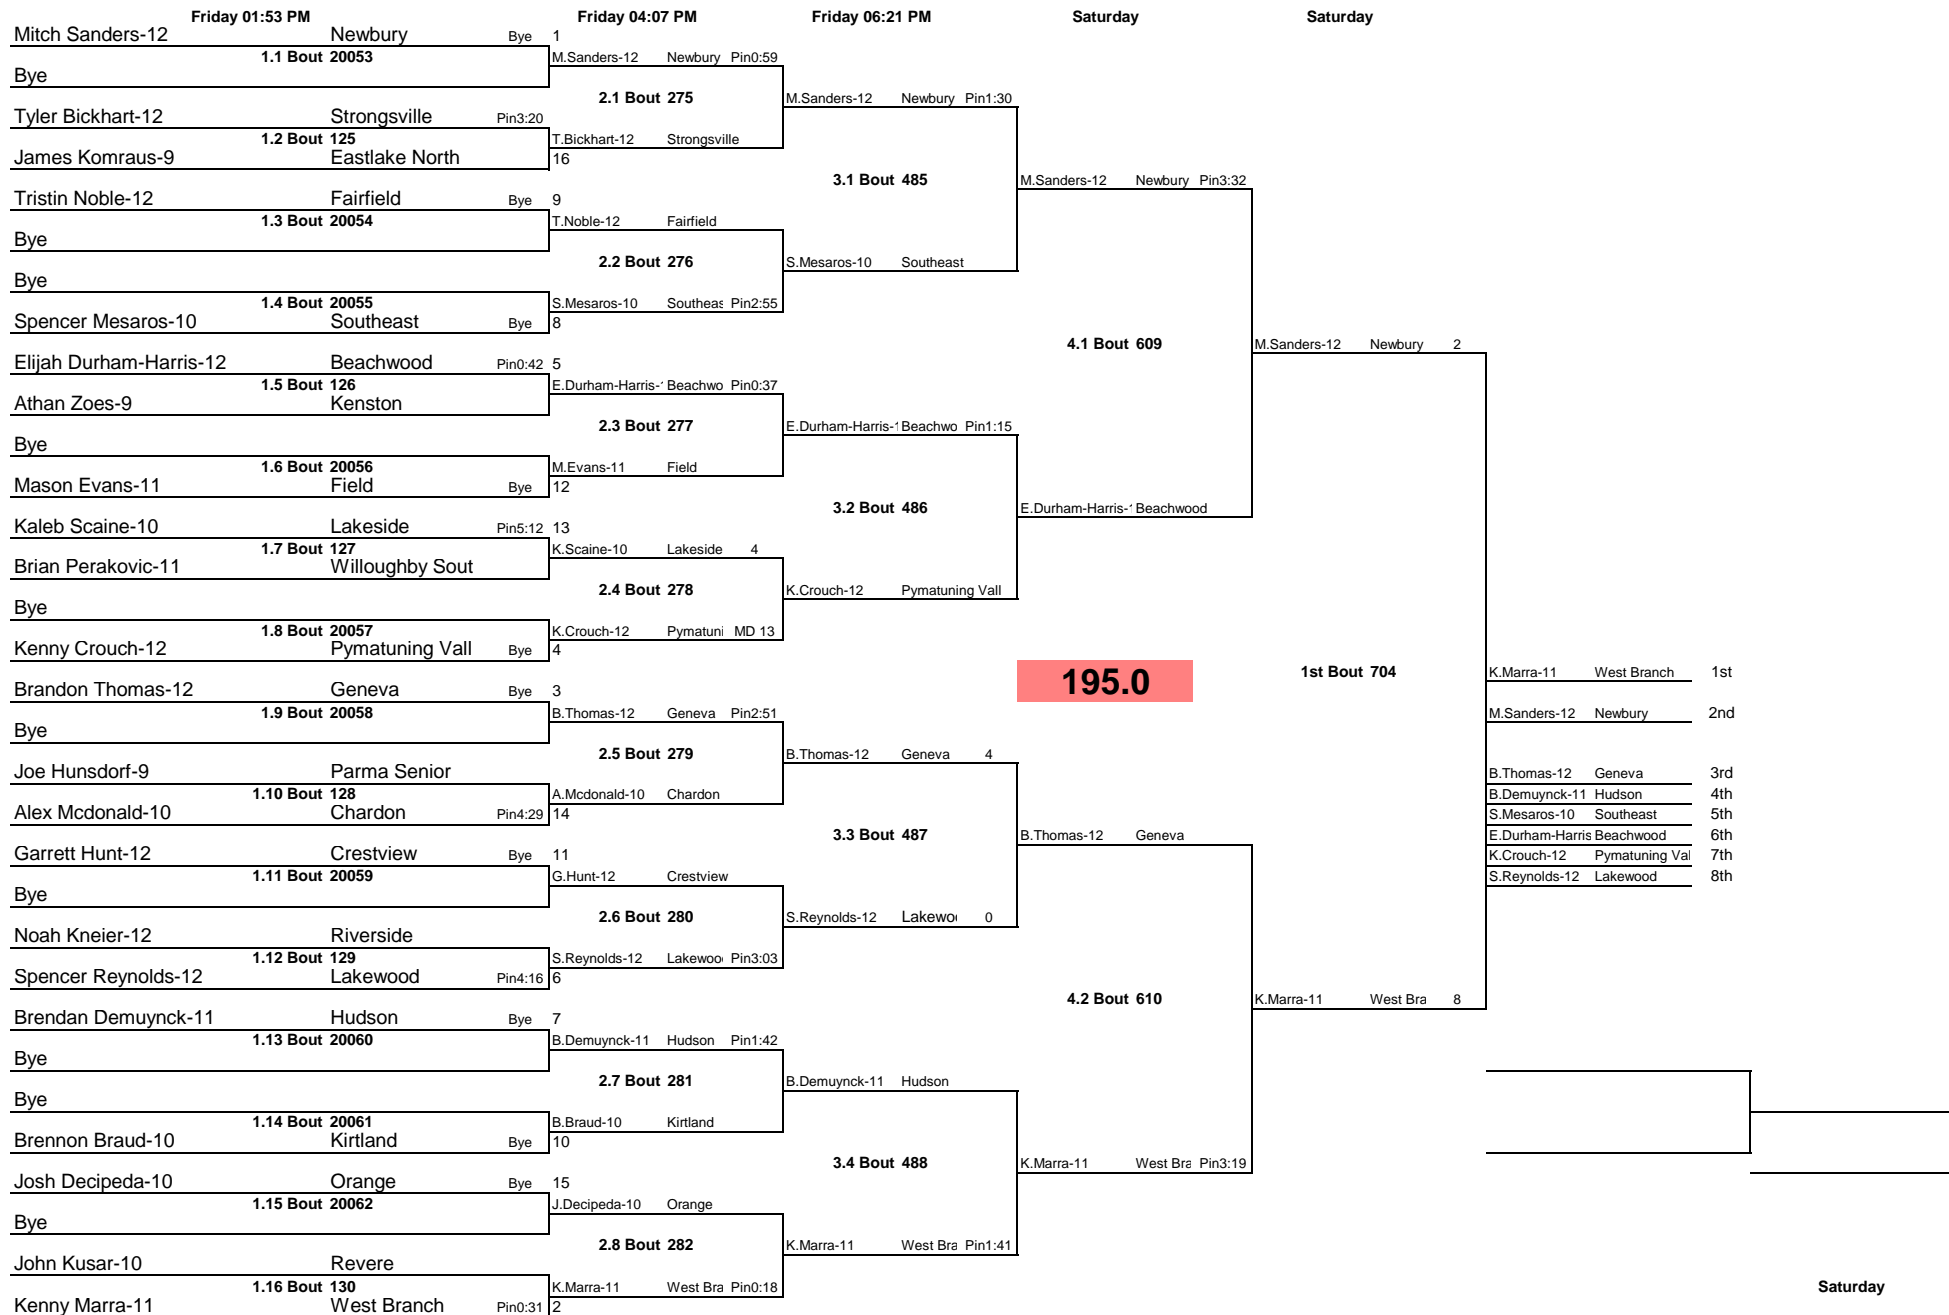 Friday 01:53 PM Friday 04:07 PM Friday 06:21 PM Saturday Saturday
Mitch Sanders-12 Newbury Bye 1
1.1 Bout 20053 M.Sanders-12 Newbury Pin0:59
Bye
2.1 Bout 275 M.Sanders-12 Newbury Pin1:30
Tyler Bickhart-12 Strongsville Pin3:20
1.2 Bout 125 T.Bickhart-12 Strongsville
James Komraus-9 Eastlake North 16
3.1 Bout 485 M.Sanders-12 Newbury Pin3:32
Tristin Noble-12 Fairfield Bye 9
1.3 Bout 20054 T.Noble-12 Fairfield
Bye
2.2 Bout 276 S.Mesaros-10 Southeast
Bye
1.4 Bout 20055 S.Mesaros-10 Southeas Pin2:55
Spencer Mesaros-10 Southeast Bye 8
4.1 Bout 609 M.Sanders-12 Newbury 2
Elijah Durham-Harris-12 Beachwood Pin0:42 5
1.5 Bout 126 E.Durham-Harris- Beachwo Pin0:37
Athan Zoes-9 Kenston
2.3 Bout 277 E.Durham-Harris- Beachwo Pin1:15
Bye
1.6 Bout 20056 M.Evans-11 Field
Mason Evans-11 Field Bye 12
3.2 Bout 486 E.Durham-Harris- Beachwood
Kaleb Scaine-10 Lakeside Pin5:12 13
1.7 Bout 127 K.Scaine-10 Lakeside 4
Brian Perakovic-11 Willoughby Sout
2.4 Bout 278 K.Crouch-12 Pymatuning Vall
Bye
1.8 Bout 20057 K.Crouch-12 Pymatuni MD 13
Kenny Crouch-12 Pymatuning Vall Bye 4
195.0 1st Bout 704 K.Marra-11 West Branch 1st
Brandon Thomas-12 Geneva Bye 3
1.9 Bout 20058 B.Thomas-12 Geneva Pin2:51 M.Sanders-12 Newbury 2nd
Bye
2.5 Bout 279 B.Thomas-12 Geneva 4
Joe Hunsdorf-9 Parma Senior B.Thomas-12 Geneva 3rd
1.10 Bout 128 A.Mcdonald-10 Chardon B.Demuynck-11 Hudson 4th
Alex Mcdonald-10 Chardon Pin4:29 14 S.Mesaros-10 Southeast 5th
3.3 Bout 487 B.Thomas-12 Geneva E.Durham-Harris Beachwood 6th
Garrett Hunt-12 Crestview Bye 11 K.Crouch-12 Pymatuning Val 7th
1.11 Bout 20059 G.Hunt-12 Crestview S.Reynolds-12 Lakewood 8th
Bye
2.6 Bout 280 S.Reynolds-12 Lakewo 0
Noah Kneier-12 Riverside
1.12 Bout 129 S.Reynolds-12 Lakewoo Pin3:03
Spencer Reynolds-12 Lakewood Pin4:16 6
4.2 Bout 610 K.Marra-11 West Bra 8
Brendan Demuynck-11 Hudson Bye 7
1.13 Bout 20060 B.Demuynck-11 Hudson Pin1:42
Bye
2.7 Bout 281 B.Demuynck-11 Hudson
Bye
1.14 Bout 20061 B.Braud-10 Kirtland
Brennon Braud-10 Kirtland Bye 10
3.4 Bout 488 K.Marra-11 West Bra Pin3:19
Josh Decipeda-10 Orange Bye 15
1.15 Bout 20062 J.Decipeda-10 Orange
Bye
2.8 Bout 282 K.Marra-11 West Bra Pin1:41
John Kusar-10 Revere
1.16 Bout 130 K.Marra-11 West Bra Pin0:18 Saturday
Kenny Marra-11 West Branch Pin0:31 2